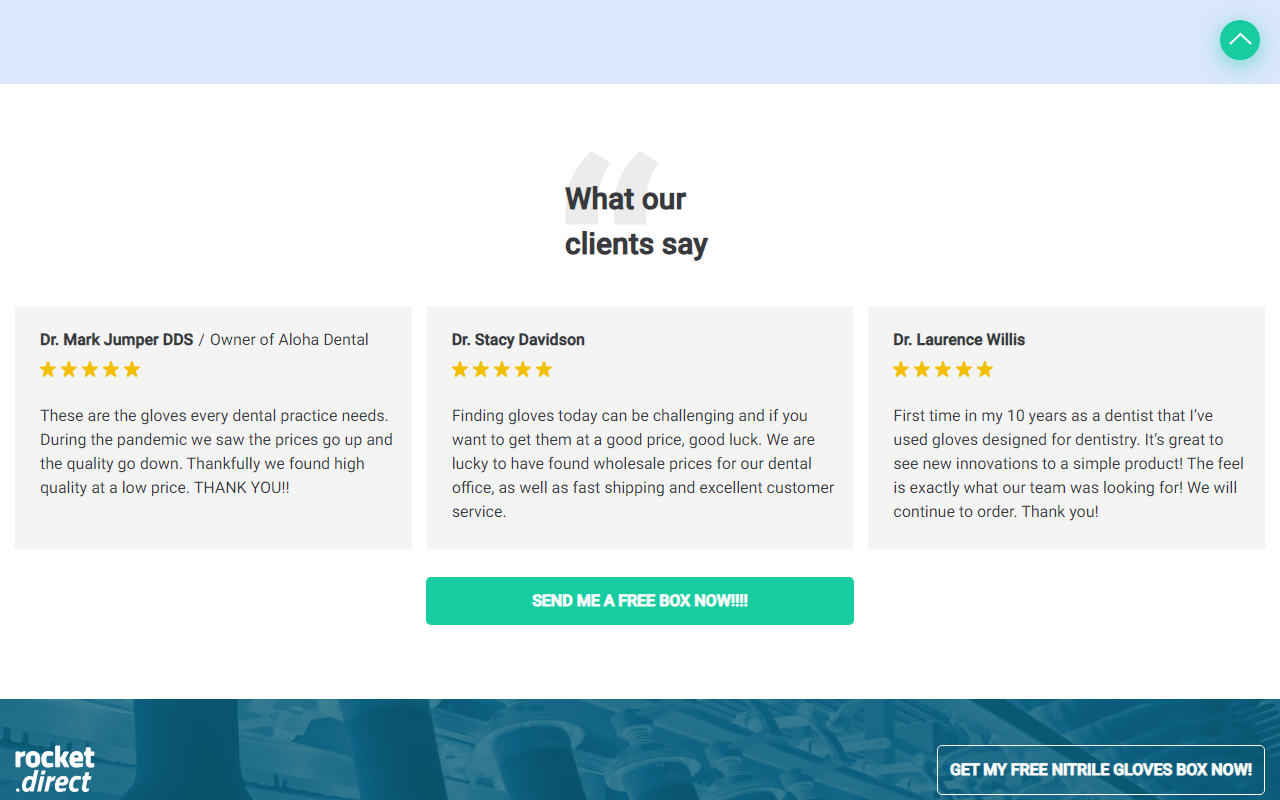 What our
clients say
Dr. Mark Jumper DDS / Owner of Aloha Dental
These are the gloves every dental practice needs.
During the pandemic we saw the prices go up and
the quality go down. Thankfully we found high
quality at a low price. THANK YOU!!
Dr. Stacy Davidson
Finding gloves today can be challenging and if you
want to get them at a good price, good luck. We are
lucky to have found wholesale prices for our dental
office, as well as fast shipping and excellent customer
service.
Dr. Laurence Willis
First time in my 10 years as a dentist that I’ve
used gloves designed for dentistry. It’s great to
see new innovations to a simple product! The feel
is exactly what our team was looking for! We will
continue to order. Thank you!
SEND ME A FREE BOX NOW!!!!
rocket
.direct
GET MY FREE NITRILE GLOVES BOX NOW!